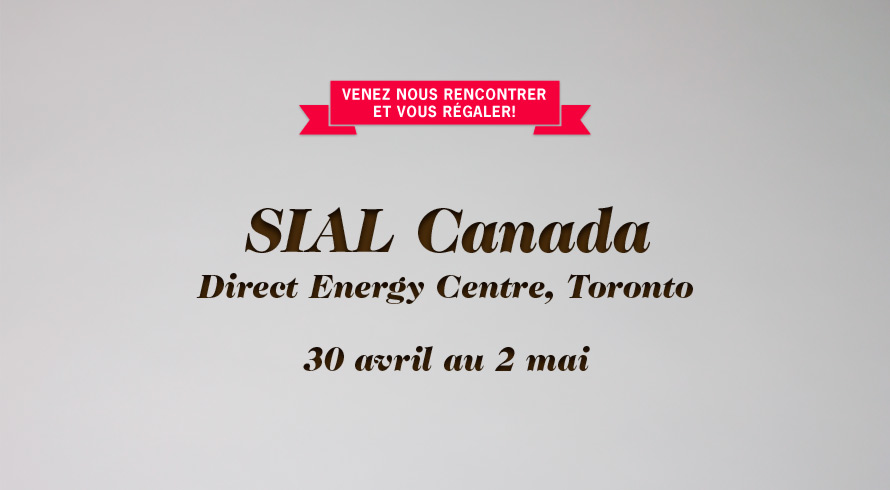 VENEZ NOUS RENCONTRER
ET VOUS RÉGALER!
SIAL Canada
Direct Energy Centre, Toronto
30 avril au 2 mai